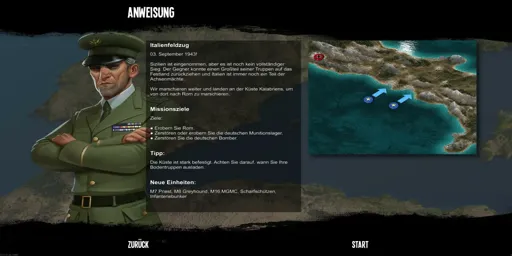 ANWEISUNG
Italienfeldzug
03. September 1943!
Sizilien ist eingenommen, aber es ist noch kein vollständiger
Sieg. Der Gegner konnte einen Großteil seiner Truppen auf das
Festland zurückziehen und Italien ist immer noch ein Teil der
Achsenmächte.
Wir marschieren weiter und landen an der Küste Kalabriens, um
von dort nach Rom zu marschieren.
Missionsziele
Ziele:
● Erobern Sie Rom.
● Zerstören oder erobern Sie die deutschen Munitionslager.
● Zerstören Sie die deutschen Bomber.
Tipp:
Die Küste ist stark befestigt. Achten Sie darauf, wann Sie Ihre
Bodentruppen ausladen.
Neue Einheiten:
M7 Priest, M8 Greyhound, M16 MGMC, Scharfschützen,
Infanteriebunker
ZURÜCK
START